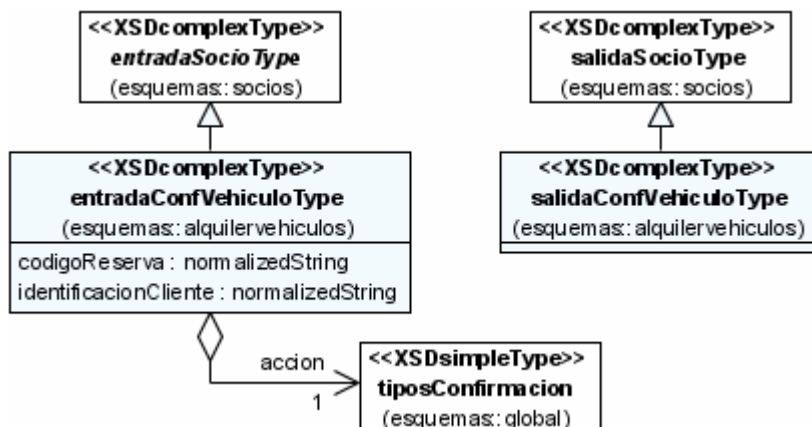 <<XSDcomplexType>>
entradaSocioType
(esquemas::socios)
<<XSDcomplexType>>
salidaSocioType
(esquemas::socios)
<<XSDcomplexType>>
entradaConfVehiculoType
(esquemas::alquilervehiculos)
codigoReserva : normalizedString
identificacionCliente : normalizedString
<<XSDcomplexType>>
salidaConfVehiculoType
(esquemas::alquilervehiculos)
accion
1
<<XSDsimpleType>>
tiposConfirmacion
(esquemas::global)